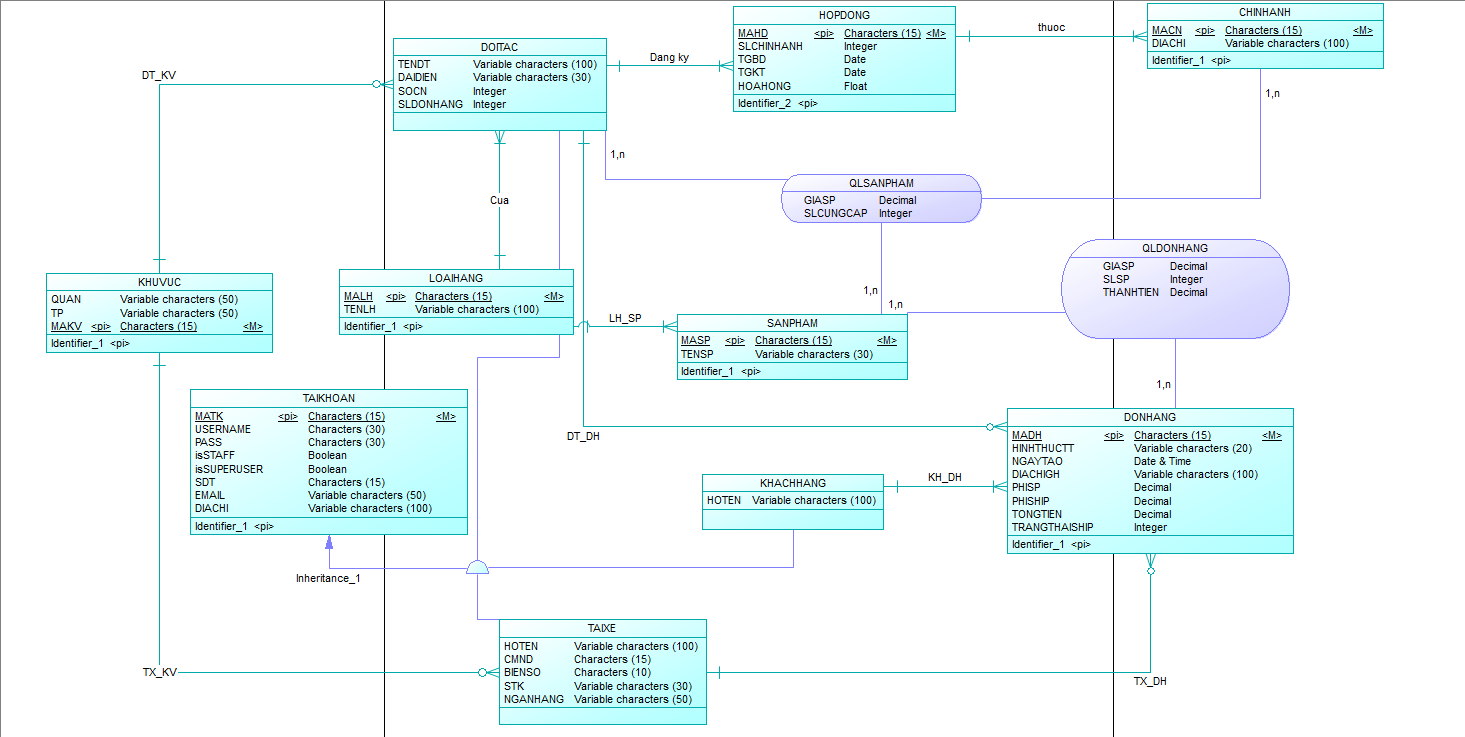 HOPDONG
MAHD <pi> Characters (15) <M>
SLCHINHANH Integer
TGBD Date
TGKT Date
HOAHONG Float
Identifier_2 <pi>
thuoc
CHINHANH
MACN <pi> Characters (15) <M>
DIACHI Variable characters (100)
Identifier_1 <pi>
DOITAC
TENDT Variable characters (100)
DAIDIEN Variable characters (30)
SOCN Integer
SLDONHANG Integer
Dang ky
DT_KV
1,n
1,n
QLSANPHAM
GIASP Decimal
SLCUNGCAP Integer
Cua
QLDONHANG
GIASP Decimal
SLSP Integer
THANHTIEN Decimal
KHUVUC
QUAN Variable characters (50)
TP Variable characters (50)
MAKV <pi> Characters (15) <M>
Identifier_1 <pi>
LOAIHANG
MALH <pi> Characters (15) <M>
TENLH Variable characters (100)
Identifier_1 <pi>
LH_SP
1,n
1,n
SANPHAM
MASP <pi> Characters (15) <M>
TENSP Variable characters (30)
Identifier_1 <pi>
1,n
TAIKHOAN
MATK <pi> Characters (15) <M>
USERNAME Characters (30)
PASS Characters (30)
isSTAFF Boolean
isSUPERUSER Boolean
SDT Characters (15)
EMAIL Variable characters (50)
DIACHI Variable characters (100)
Identifier_1 <pi>
DT_DH
DONHANG
MADH <pi> Characters (15) <M>
HINHTHUCTT Variable characters (20)
NGAYTAO Date & Time
DIACHIGH Variable characters (100)
PHISP Decimal
PHISHIP Decimal
TONGTIEN Decimal
TRANGTHAISHIP Integer
Identifier_1 <pi>
KHACHHANG
HOTEN Variable characters (100)
KH_DH
Inheritance_1
TAIXE
HOTEN Variable characters (100)
CMND Characters (15)
BIENSO Characters (10)
STK Variable characters (30)
NGANHANG Variable characters (50)
TX_KV
TX_DH